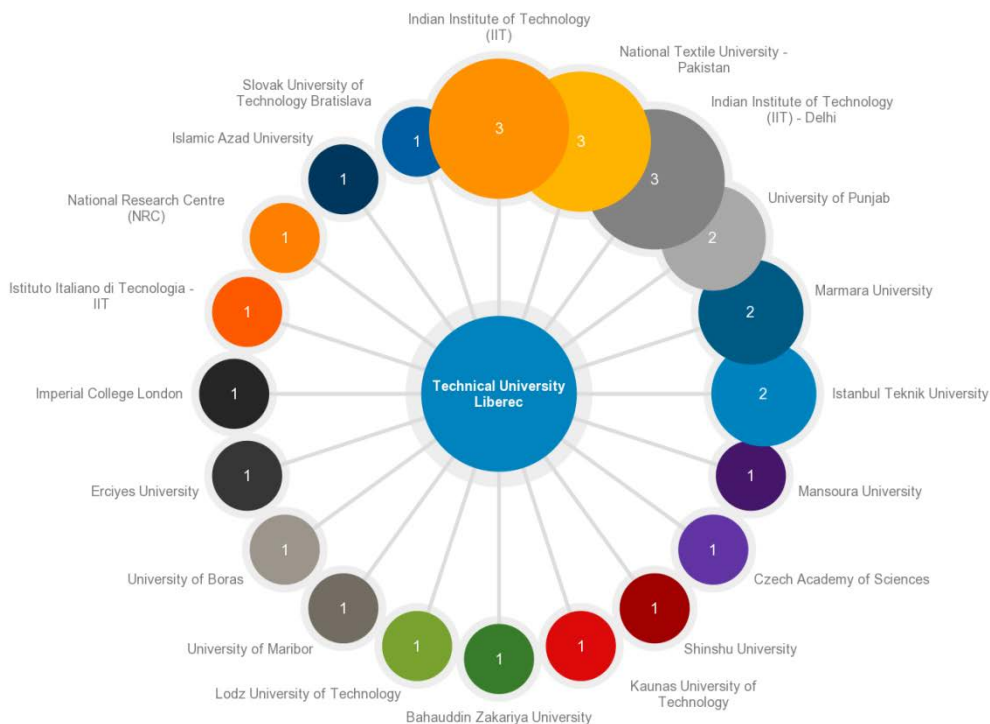 Indian Institute of Technology
(IIT)
3
National Textile University -
Pakistan
3
Indian Institute of Technology
(IIT) - Delhi
3
University of Punjab
2
Marmara University
2
Istanbul Teknik University
2
Mansoura University
1
Czech Academy of Sciences
1
Shinshu University
1
Kaunas University of
Technology
1
Bahauddin Zakariya University
1
Lodz University of Technology
1
University of Maribor
1
University of Boras
1
Erciyes University
1
Imperial College London
1
Istituto Italiano di Tecnologia -
IIT
1
National Research Centre
(NRC)
1
Islamic Azad University
1
Slovak University of
Technology Bratislava
1
Technical University
Liberec